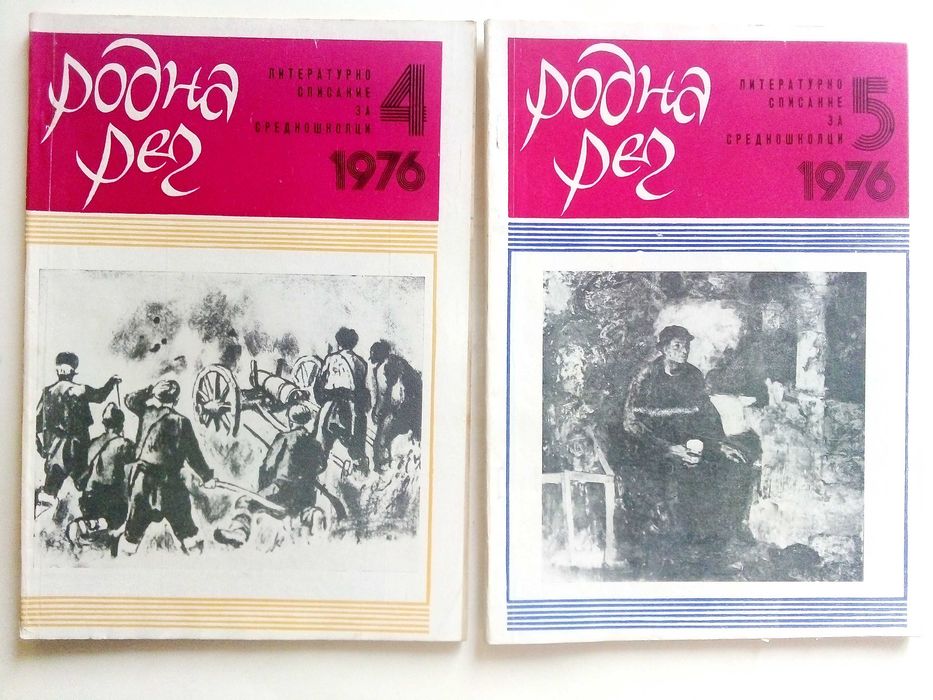 родна
реч
ЛИТЕРАТУРНО
СПИСАНИЕ
ЗА
СРЕДНОШКОЛЦИ
4
1976
родна
реч
ЛИТЕРАТУРНО
СПИСАНИЕ
ЗА
СРЕДНОШКОЛЦИ
5
1976